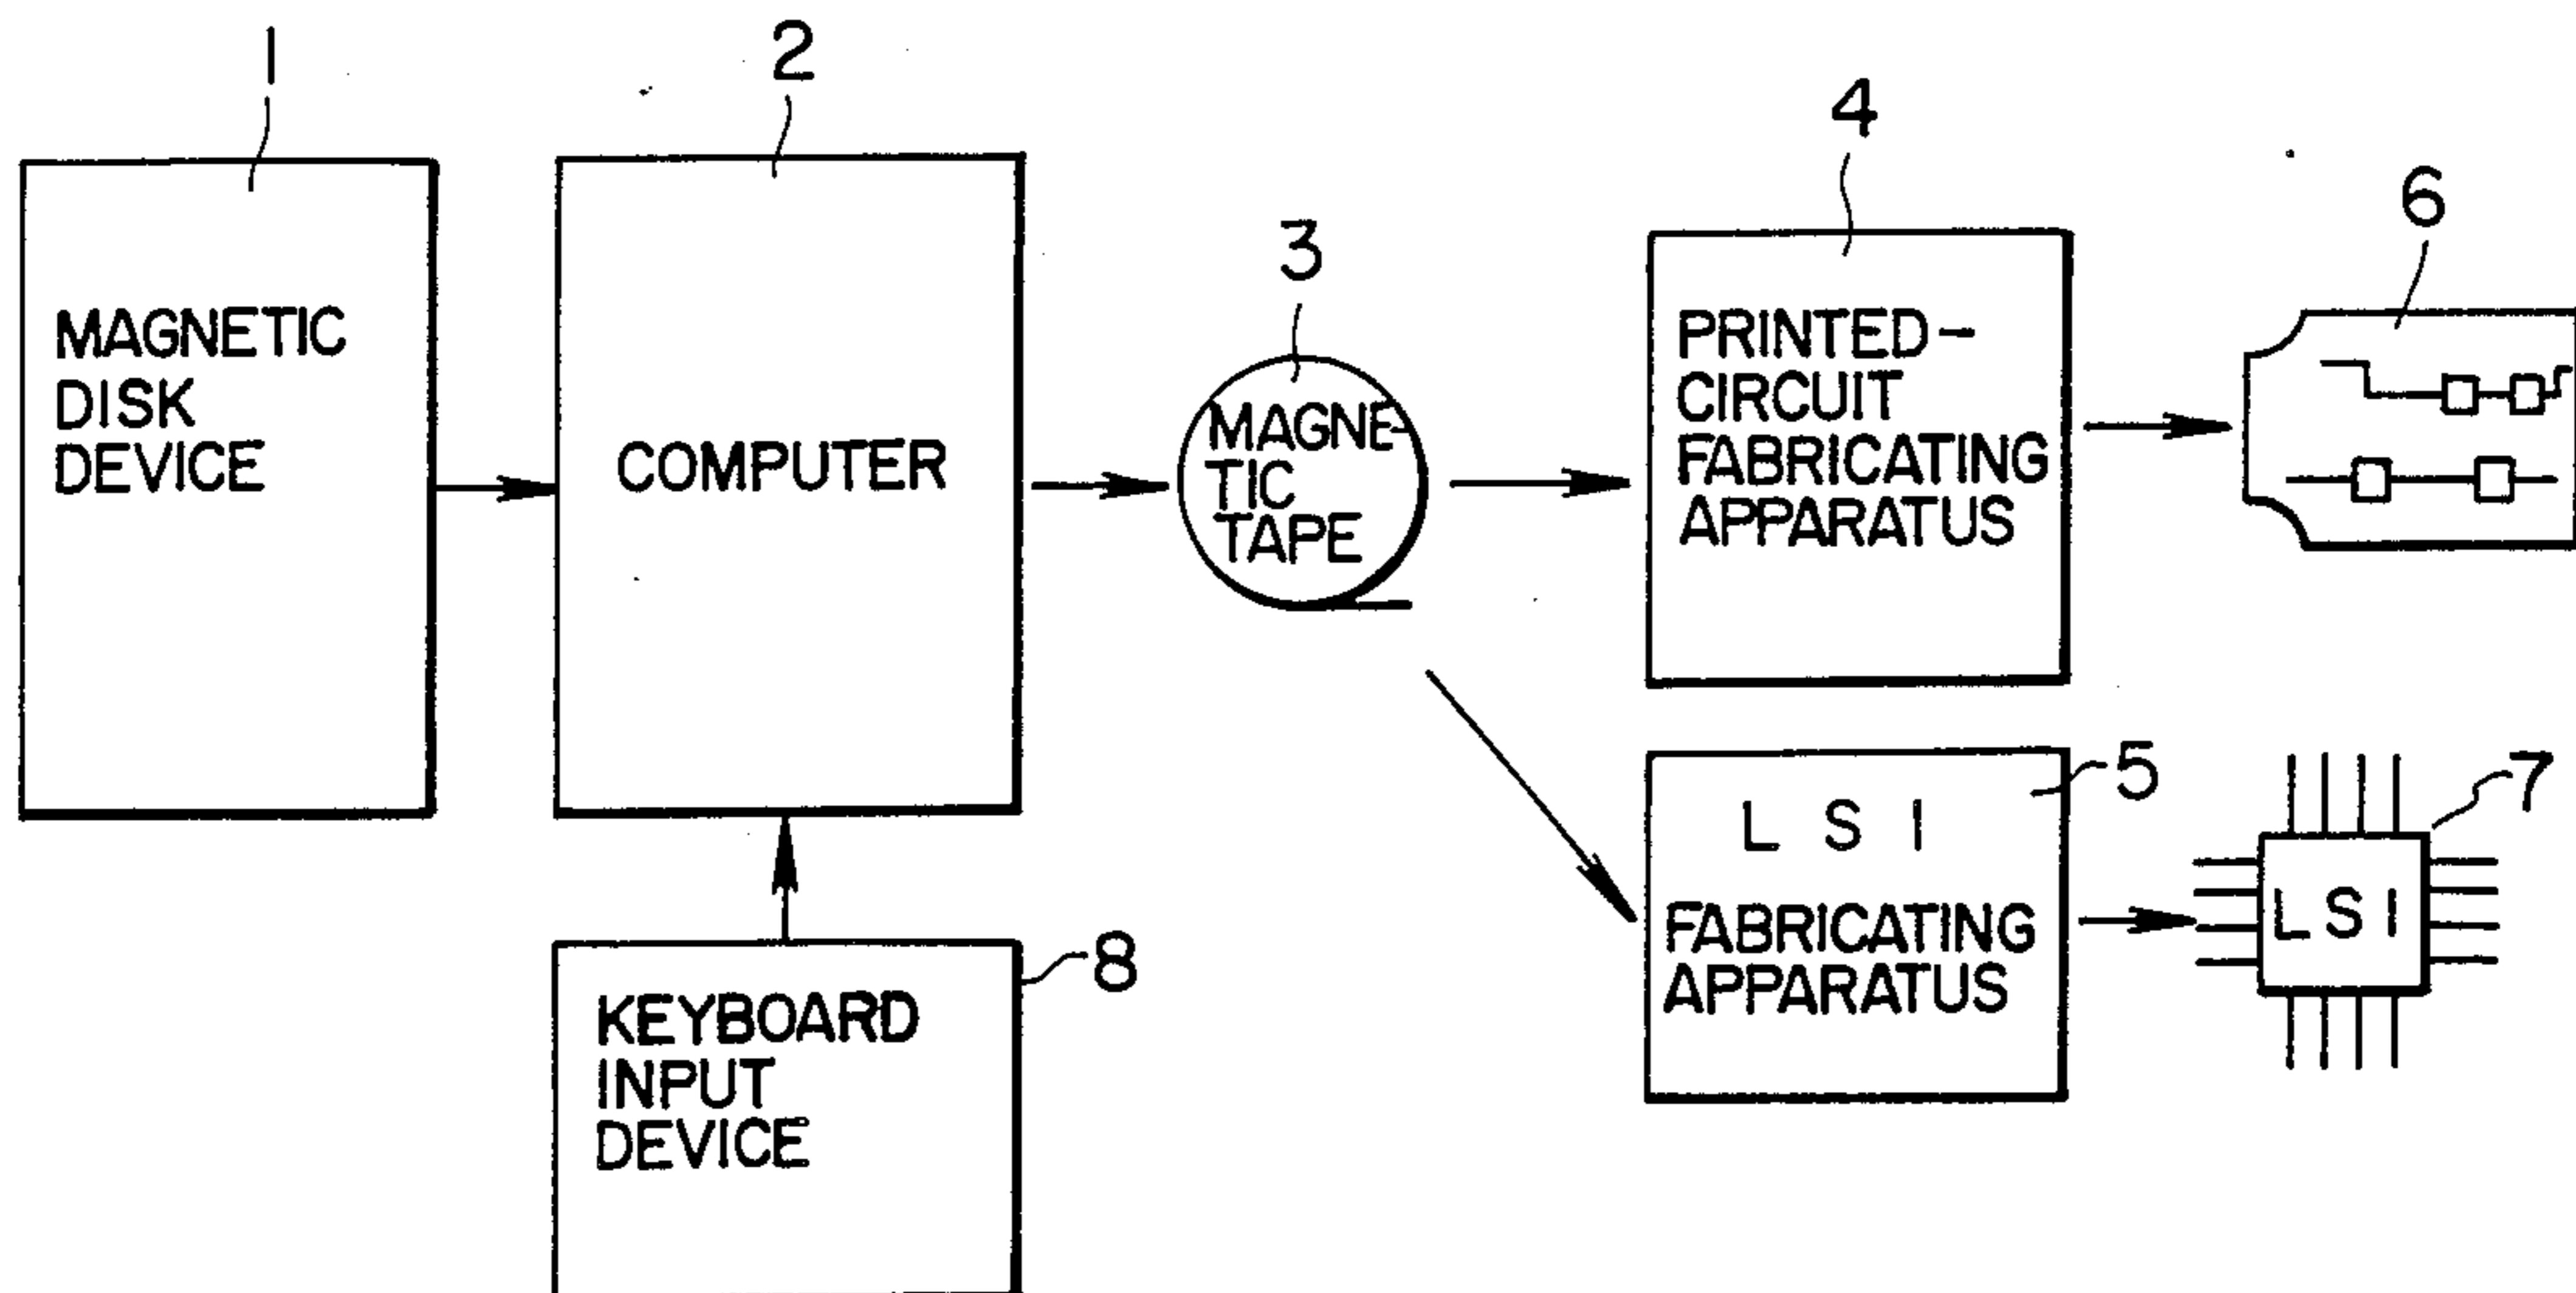 1
MAGNETIC
DISK
DEVICE
2
COMPUTER
3
MAGNE-
TIC
TAPE
4
PRINTED-
CIRCUIT
FABRICATING
APPARATUS
6
5
L S I
FABRICATING
APPARATUS
7
LSI
8
KEYBOARD
INPUT
DEVICE